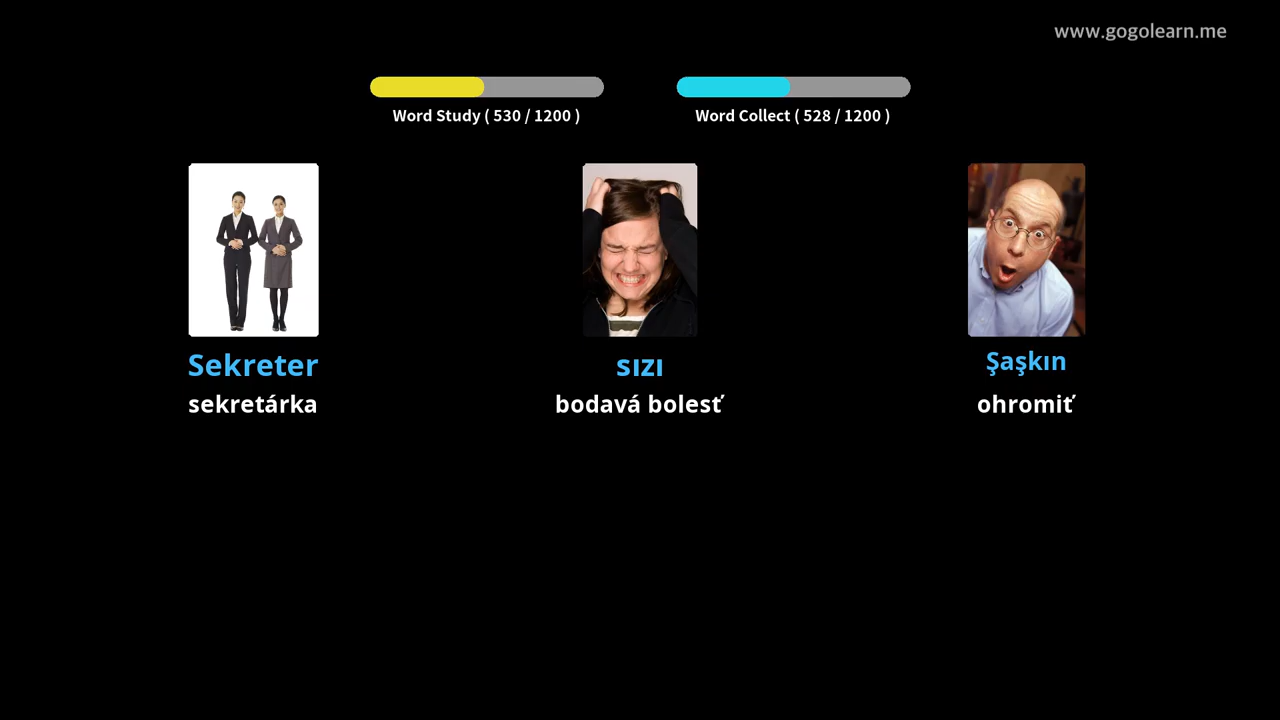 www.gogolearn.me
Word Study ( 530 / 1200 )
Word Collect ( 528 / 1200 )
Sekreter
sekretárka
sızı
bodavá bolesť
Şaşkın
ohromiť